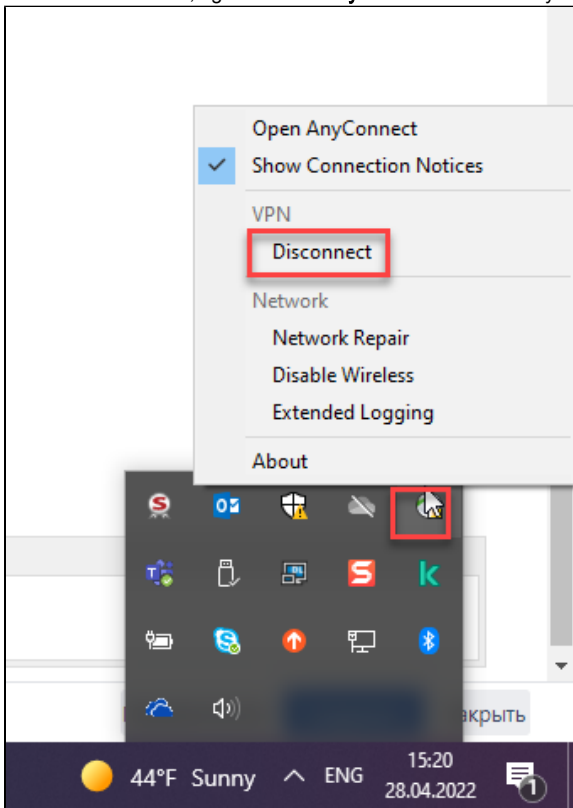 Open AnyConnect
Show Connection Notices
VPN
Disconnect
Network
Network Repair
Disable Wireless
Extended Logging
About
акрыть
44°F Sunny
ENG
15:20
28.04.2022
1